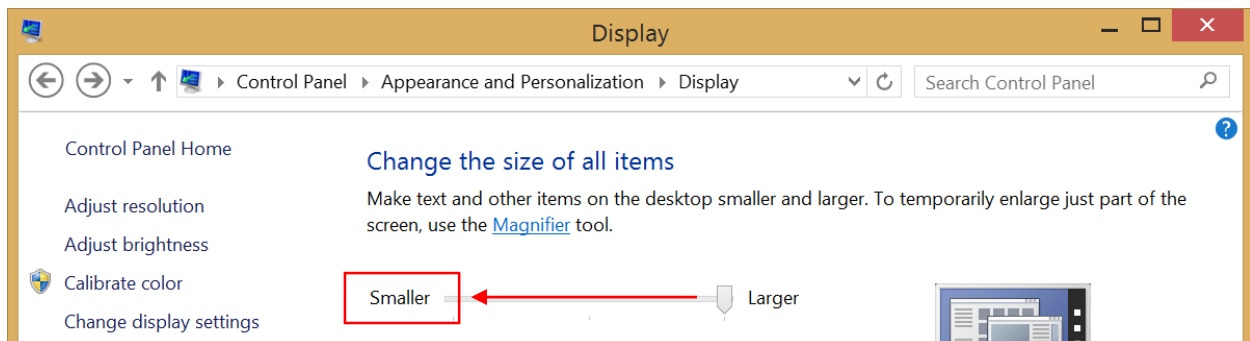 Display
Control Panel Appearance and Personalization Display Search Control Panel
Control Panel Home
Adjust resolution
Adjust brightness
Calibrate color
Change display settings
Change the size of all items
Make text and other items on the desktop smaller and larger. To temporarily enlarge just part of the
screen, use the Magnifier tool.
Smaller Larger